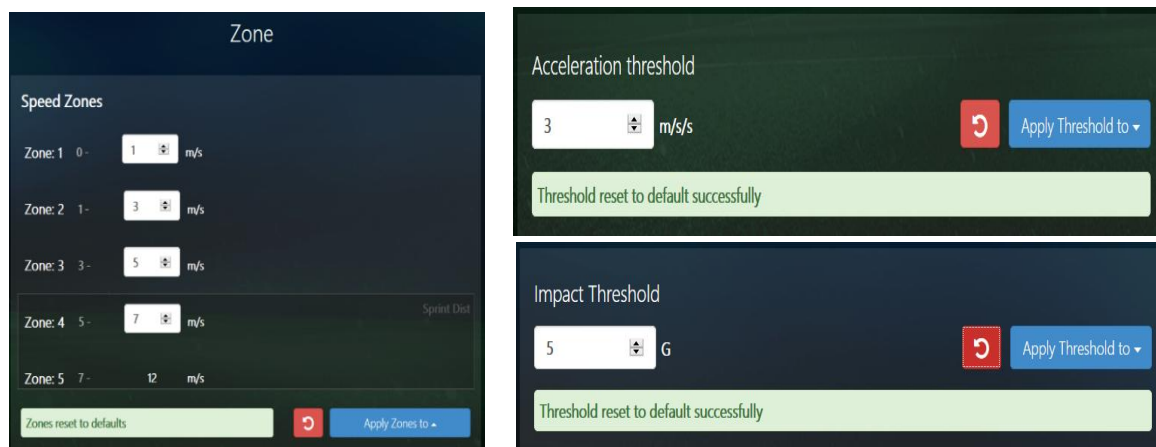 Zone
Speed Zones
Zone: 1 0 - 1 m/s
Zone: 2 1 - 3 m/s
Zone: 3 3 - 5 m/s
Sprint Dist
Zone: 4 5 - 7 m/s
Zone: 5 7 - 12 m/s
Zones reset to defaults Apply Zones to
Acceleration threshold
3 m/s/s Apply Threshold to
Threshold reset to default successfully
Impact Threshold
5 G Apply Threshold to
Threshold reset to default successfully